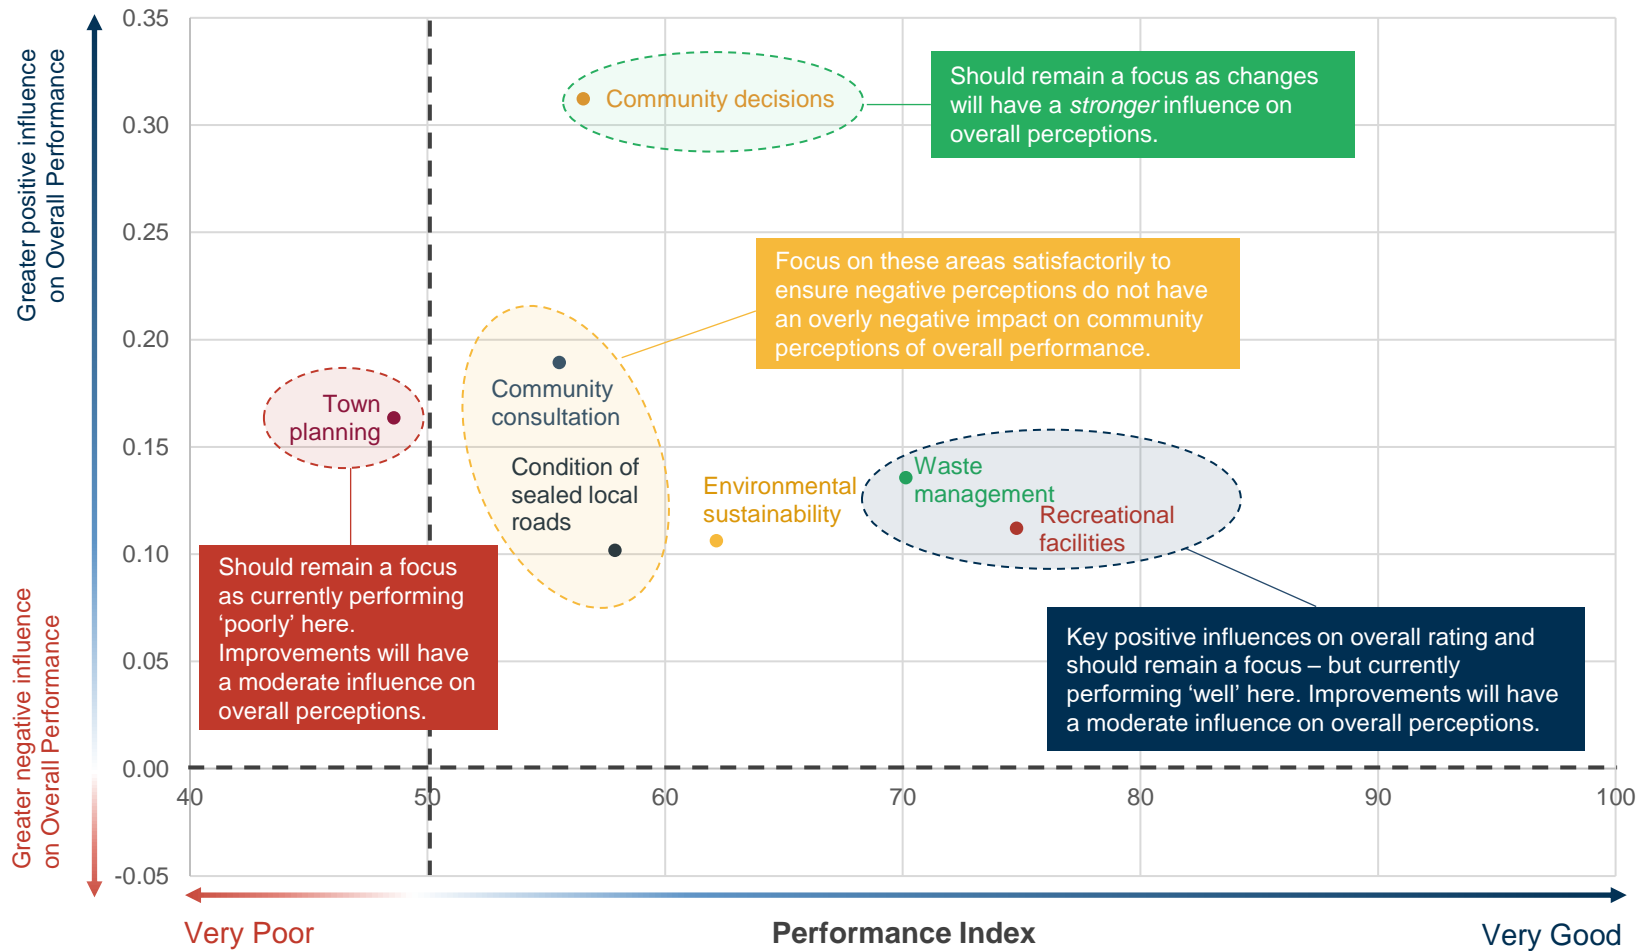 Greater positive influence
on Overall Performance
Greater negative influence
on Overall Performance
0.35
0.30
0.25
0.20
0.15
0.10
0.05
0.00
-0.05
Community decisions
Should remain a focus as changes
will have a stronger influence on
overall perceptions.
Focus on these areas satisfactorily to
ensure negative perceptions do not have
an overly negative impact on community
perceptions of overall performance.
Town
planning
Community
consultation
Condition of
sealed local
roads
Environmental
sustainability
Waste
management
Recreational
facilities
Should remain a focus
as currently performing
‘poorly’ here.
Improvements will have
a moderate influence on
overall perceptions.
Key positive influences on overall rating and
should remain a focus – but currently
performing ‘well’ here. Improvements will have
a moderate influence on overall perceptions.
40
50
60
70
80
90
100
Very Poor
Performance Index
Very Good